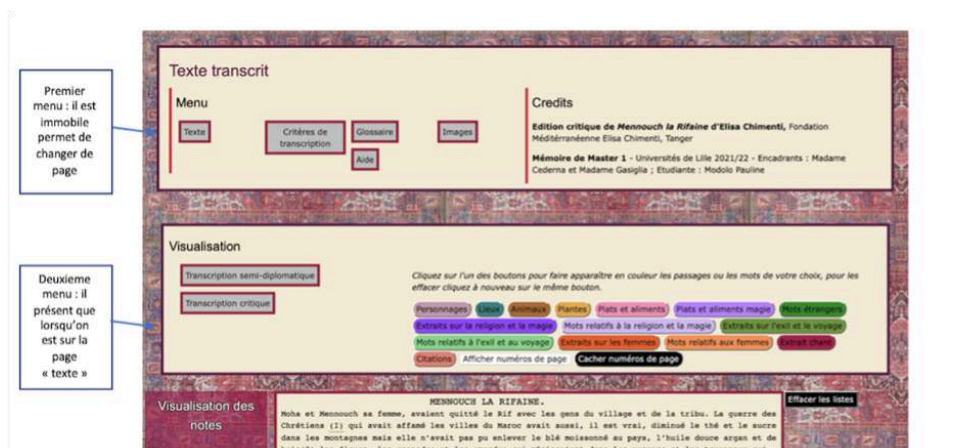 Premier
menu : il est
immobile
permet de
changer de
page
Texte transcrit
Menu
Texte
Critères de
transcription
Glossaire
Aide
Images
Credits
Edition critique de Mennouch la Rifaine d'Elisa Chimenti, Fondation
Méditérranéenne Elisa Chimenti, Tanger
Mémoire de Master 1 - Universités de Lille 2021/22 - Encadrants : Madame
Cederna et Madame Gasiglia ; Etudiante : Modolo Pauline
Deuxieme
menu : il
présent que
lorsqu'on
est sur la
page
« texte »
Visualisation
Transcription semi-diplomatique
Transcription critique
Cliquez sur l'un des boutons pour faire apparaître en couleur les passages ou les mots de votre choix, pour les
effacer cliquez à nouveau sur le même bouton.
Personnages Lieux Animaux Plantes Plats et aliments Plats et aliments magie Mots étrangers
Extraits sur la religion et la magie Mots relatifs à la religion et la magie Extraits sur l'exil et le voyage
Mots relatifs à l'exil et au voyage Extraits sur les femmes Mots relatifs aux femmes Extrait chant
Citations Afficher numéros de page Cacher numéros de page
Visualisation des
notes
MENNOUCH LA RIFAINE.
Moha et Mennouch sa femme, avaient quitté le Rif avec les gens du village et de la tribu. La guerre des
Chrétiens (1) qui avait affamé les villes du Maroc avait aussi, il est vrai, diminué le thé et le sucre
dans les montagnes mais elle n'avait pas pu enlever le blé moissonné au pays, l'huile douce argan et de
Effacer les listes